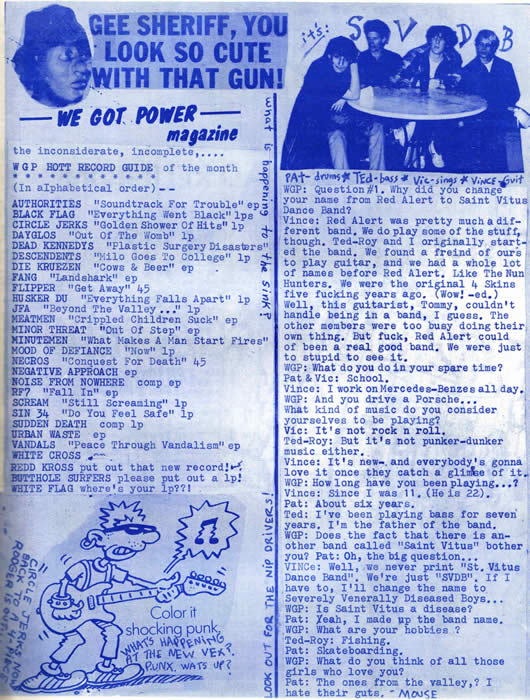 GEE SHERIFF, YOU
LOOK SO CUTE
WITH THAT GUN!
— WE GOT POWER —
magazine
the inconsiderate, incomplete,....
WGP HOTT RECORD GUIDE of the month
* * * * * * * * * * * * *
(In alphabetical order)--
AUTHORITIES "Soundtrack For Trouble" ep
BLACK FLAG "Everything Went Black" lps
CIRCLE JERKS "Golden Shower Of Hits" lp
DAYGLOS "Out Of The Womb" lp
DEAD KENNEDYS "Plastic Surgery Disasters"
DESCENDENTS "Milo Goes To College" lp
DIE KRUEZEN "Cows & Beer" ep
FANG "Landshark" ep
FLIPPER "Get Away" 45
HUSKER DU "Everything Falls Apart" lp
JFA "Beyond The Valley..." lp
MEATMEN "Crippled Children Suck" ep
MINOR THREAT "Out Of Step" ep
MINUTEMEN "What Makes A Man Start Fires"
MOOD OF DEFIANCE "Now" lp
NECROS "Conquest For Death" 45
NEGATIVE APPROACH ep
NOISE FROM NOWHERE comp ep
RF7 "Fall In" ep
SCREAM "Still Screaming" lp
SIN 34 "Do You Feel Safe" lp
SUDDEN DEATH comp lp
URBAN WASTE ep
VANDALS "Peace Through Vandalism" ep
WHITE CROSS
REDD KROSS put out that new record!
BUTTHOLE SURFERS please put out a lp!
WHITE FLAG where's your lp??!
Color it
shocking punk.
WHAT'S HAPPENING
AT THE NEW VEX?
PUNX. WATS UP?
CIRCLE JERKS NOW
BACK
ROGER IS IN
what is happening to the sink?
LOOK OUT FOR THE NIP DRIVERS!
it's:
S V D B
PAT-drums★TEd-bass★Vic-sings★VINCE-Guit
WGP: Question#1. Why did you change
your name from Red Alert to Saint Vitus
Dance Band?
Vince: Red Alert was pretty much a dif-
ferent band. We do play some of the stuff,
though. Ted-Roy and I originally start-
ed the band. We found a freind of ours
to play guitar, and we had a whole lot
of names before Red Alert. Like The Nun
Hunters. We were the original 4 Skins
five fucking years ago. (Wow! -ed.)
Well, this guitarist, Tommy, couldn't
handle being in a band, I guess. The
other members were too busy doing their
own thing. But fuck, Red Alert could
of been a real good band. We were just
to stupid to see it.
WGP: What do you do in your spare time?
Pat & Vic: School.
Vince: I work on Mercedes-Benzes all day.
WGP: And you drive a Porsche...
What kind of music do you consider
yourselves to be playing?
Vic: It's not rock n roll.
Ted-Roy: But it's not punker-dunker
music either.
Vince: It's new- and everybody's gonna
love it once they catch a glimse of it.
WGP: How long have you been playing...?
Vince: Since I was 11. (He is 22).
Pat: About six years.
Ted: I've been playing bass for seven
years. I'm the father of the band.
WGP: Does the fact that there is an-
other band called "Saint Vitus" bother
you? Pat: Oh, the big question...
VINCe: Well, we never print "St. Vitus
Dance Band". We're just "SVDB". If I
have to, I'll change the name to
Severely Venerally Diseased Boys...
WGP: Is Saint Vitus a disease?
Pat: Yeah, I made up the band name.
WGP: What are your hobbies ?
Ted-Roy: Fishing.
Pat: Skateboarding.
WGP: What do you think of all those
girls who love you?
Pat: The ones from the valley,? I
hate their guts. - MOUSE